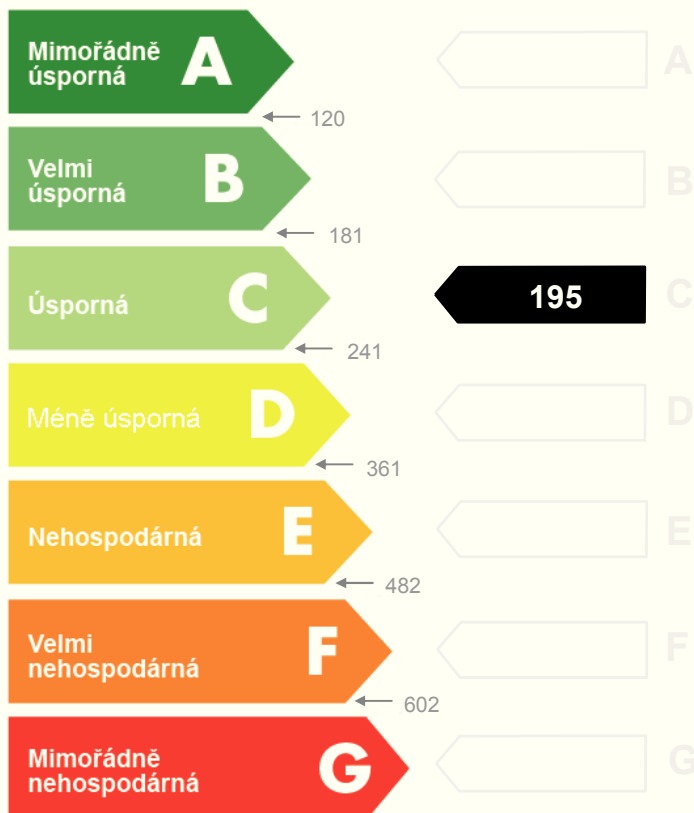 Mimořádně
úsporná
A
A
120
Velmi
úsporná
B
B
181
Úsporná
C
195
C
241
Méně úsporná
D
D
361
Nehospodárná
E
E
482
Velmi
nehospodárná
F
F
602
Mimořádně
nehospodárná
G
G